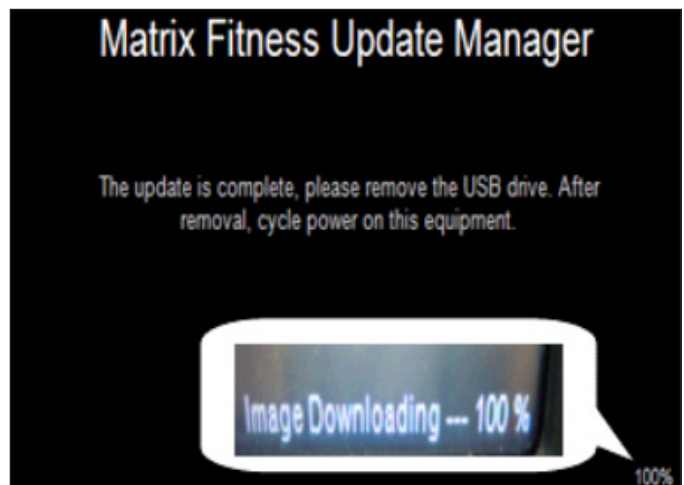 Matrix Fitness Update Manager
The update is complete, please remove the USB drive. After
removal, cycle power on this equipment.
Image Downloading --- 100 %
100%